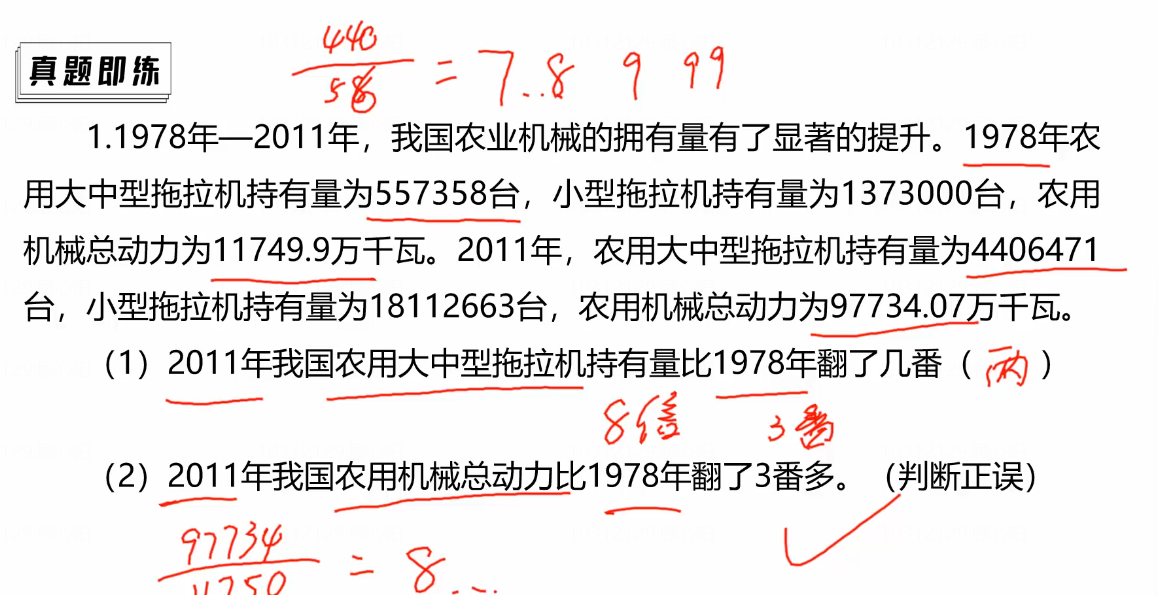 440
真题即练
56 = 7..8 9 99
1.1978年—2011年，我国农业机械的拥有量有了显著的提升。1978年农
用大中型拖拉机持有量为557358台，小型拖拉机持有量为1373000台，农用
机械总动力为11749.9万千瓦。2011年，农用大中型拖拉机持有量为4406471
台，小型拖拉机持有量为18112663台，农用机械总动力为97734.07万千瓦。
（1）2011年我国农用大中型拖拉机持有量比1978年翻了几番（两）
8倍 3番
（2）2011年我国农用机械总动力比1978年翻了3番多。（判断正误）
97734
11750 = 8...